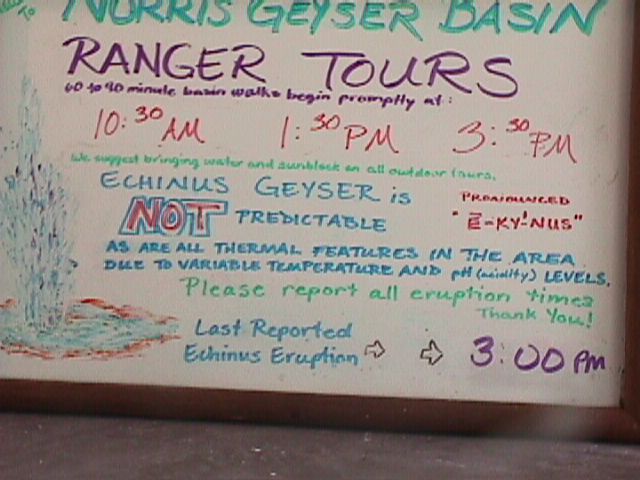 To
NORRIS GEYSER BASIN
RANGER TOURS
60 to 90 minute basin walks begin promptly at:
10:30 AM 1:30 PM 3:30 PM
We suggest bringing water and sunblock on all outdoor tours.
ECHINUS GEYSER is PRONOUNCED
NOT PREDICTABLE "Ē-KY'-NUS"
AS ARE ALL THERMAL FEATURES IN THE AREA
DUE TO VARIABLE TEMPERATURE AND pH (acidity) LEVELS.
Please report all eruption times
Thank You!
Last Reported
Echinus Eruption ⇨ ⇨ 3:00 PM